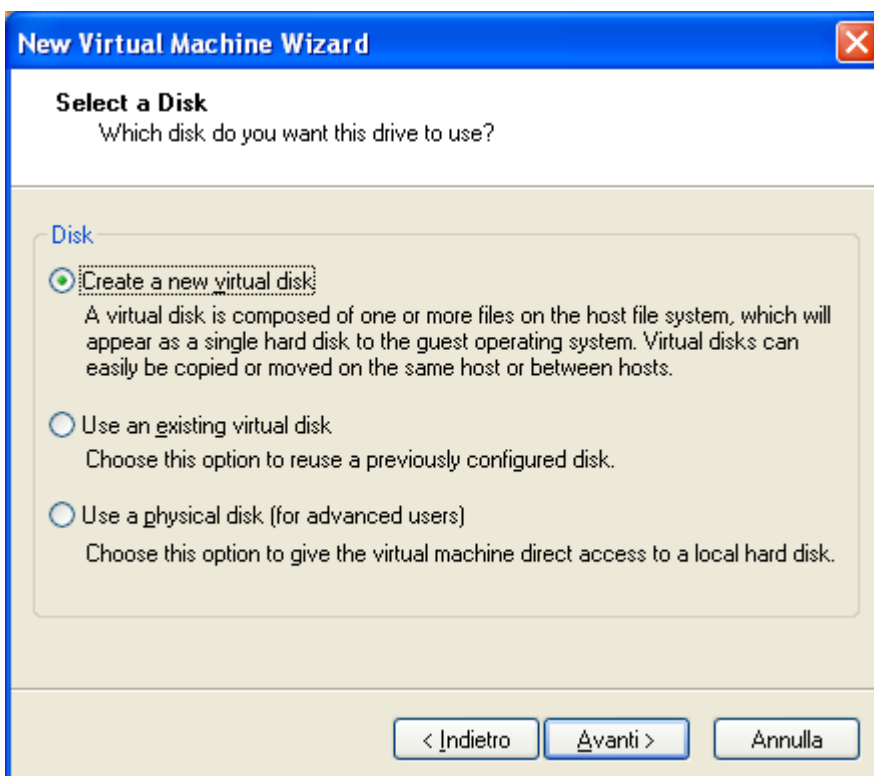 New Virtual Machine Wizard
Select a Disk
Which disk do you want this drive to use?
Disk
Create a new virtual disk
A virtual disk is composed of one or more files on the host file system, which will
appear as a single hard disk to the guest operating system. Virtual disks can
easily be copied or moved on the same host or between hosts.
Use an existing virtual disk
Choose this option to reuse a previously configured disk.
Use a physical disk (for advanced users)
Choose this option to give the virtual machine direct access to a local hard disk.
< Indietro
Avanti >
Annulla